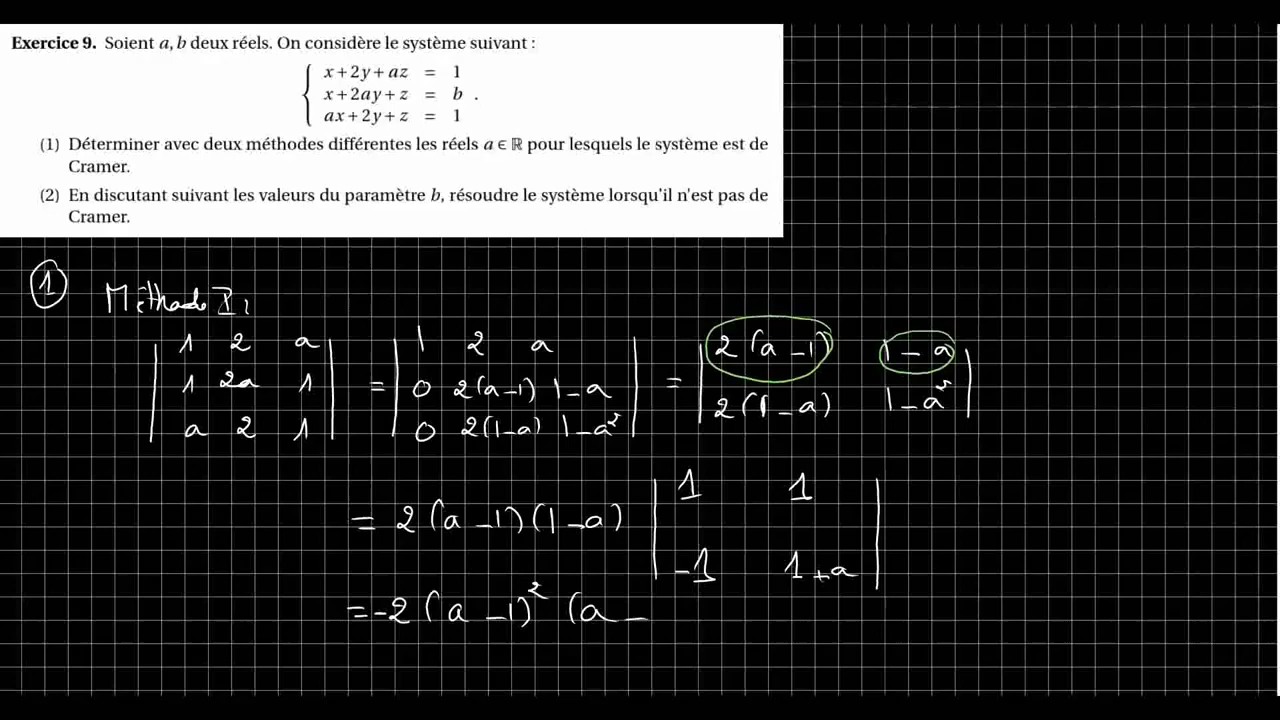 Exercice 9. Soient a, b deux réels. On considère le système suivant :
x + 2y + az = 1
x + 2ay + z = b .
ax + 2y + z = 1
(1) Déterminer avec deux méthodes différentes les réels a ∈ ℝ pour lesquels le système est de
Cramer.
(2) En discutant suivant les valeurs du paramètre b, résoudre le système lorsqu'il n'est pas de
Cramer.
1 Méthode I:
| 1 2 a | = | 1 2 a | = | 2(a-1) 1-a |
| 1 2a 1 | | 0 2(a-1) 1-a |
| a 2 1 | | 0 2(1-a) 1-a² | | 2(1-a) 1-a² |
= 2(a-1)(1-a) | 1 1 |
| -1 1+a |
= -2(a-1)² (a -